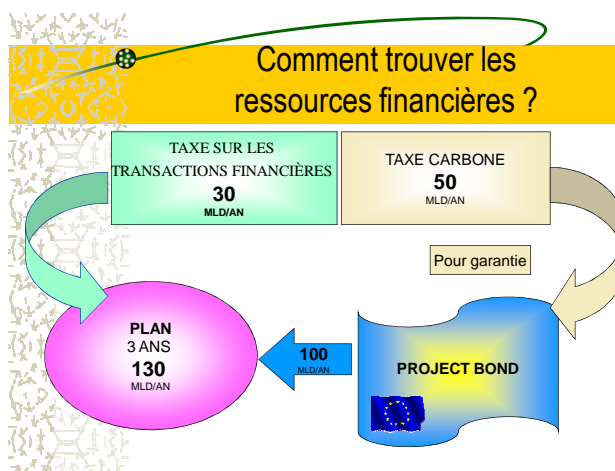 Comment trouver les
ressources financières ?
TAXE SUR LES
TRANSACTIONS FINANCIÈRES
30
MLD/AN
TAXE CARBONE
50
MLD/AN
Pour garantie
PLAN
3 ANS
130
MLD/AN
100
MLD/AN
PROJECT BOND